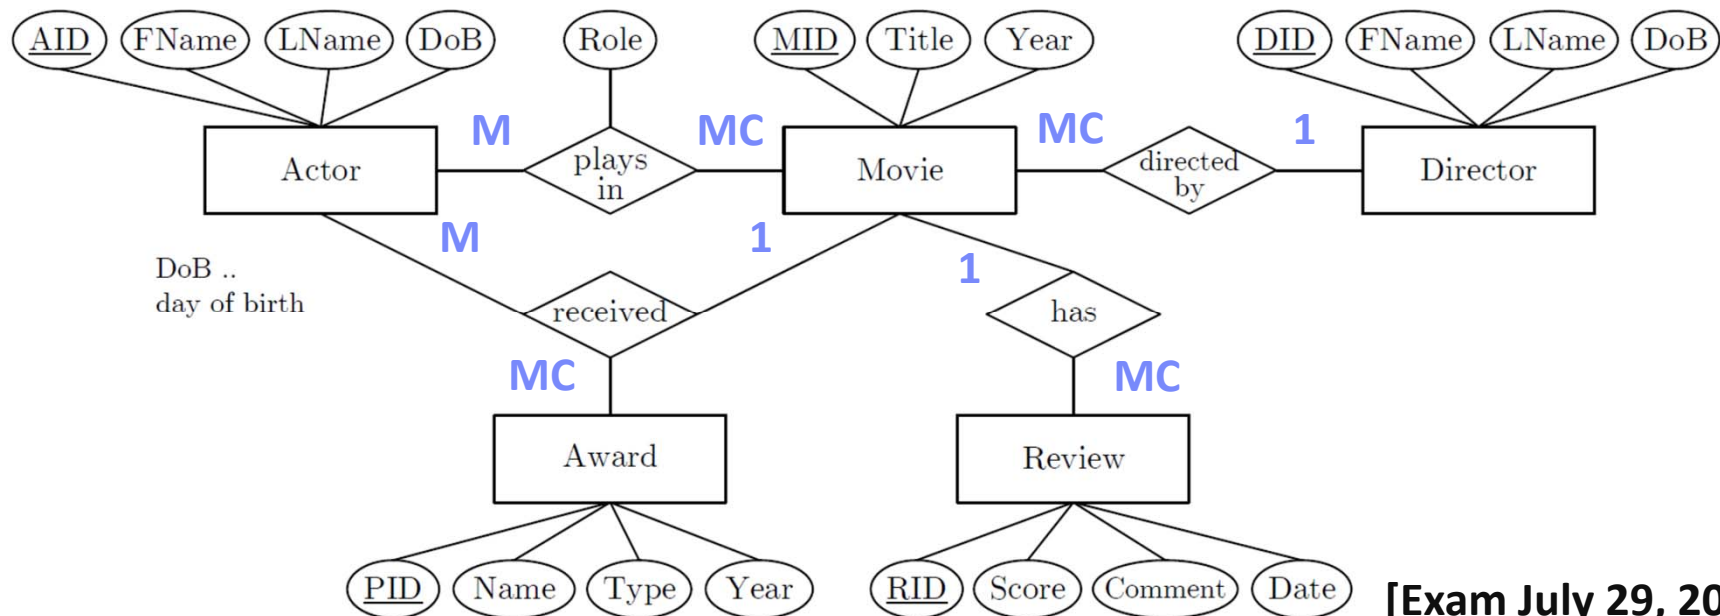 AID FName LName DoB Role MID Title Year DID FName LName DoB
M MC MC 1
Actor
plays
in
Movie
directed
by
Director
M 1
1
DoB ..
day of birth
received has
MC MC
Award Review
PID Name Type Year RID Score Comment Date
[Exam July 29, 20